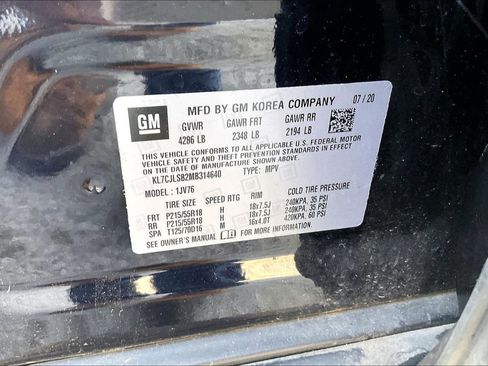 MFD BY GM KOREA COMPANY 07/20
GM
GVWR GAWR FRT GAWR RR
4286 LB 2348 LB 2194 LB
THIS VEHICLE CONFORMS TO ALL APPLICABLE U.S. FEDERAL MOTOR
VEHICLE SAFETY, BUMPER, AND THEFT PREVENTION STANDARDS IN
EFFECT ON THE DATE OF MANUFACTURE SHOWN ABOVE.
KL7CJLSB2MB314640 TYPE: MPV
MODEL: 1JV76
TIRE SIZE SPEED RTG RIM COLD TIRE PRESSURE
FRT P215/55R18 H 18x7.5J 240KPA, 35 PSI
RR P215/55R18 H 18x7.5J 240KPA, 35 PSI
SPA T125/70D16 M 16x4.0T 420KPA, 60 PSI
SEE OWNER'S MANUAL FOR MORE INFORMATION.